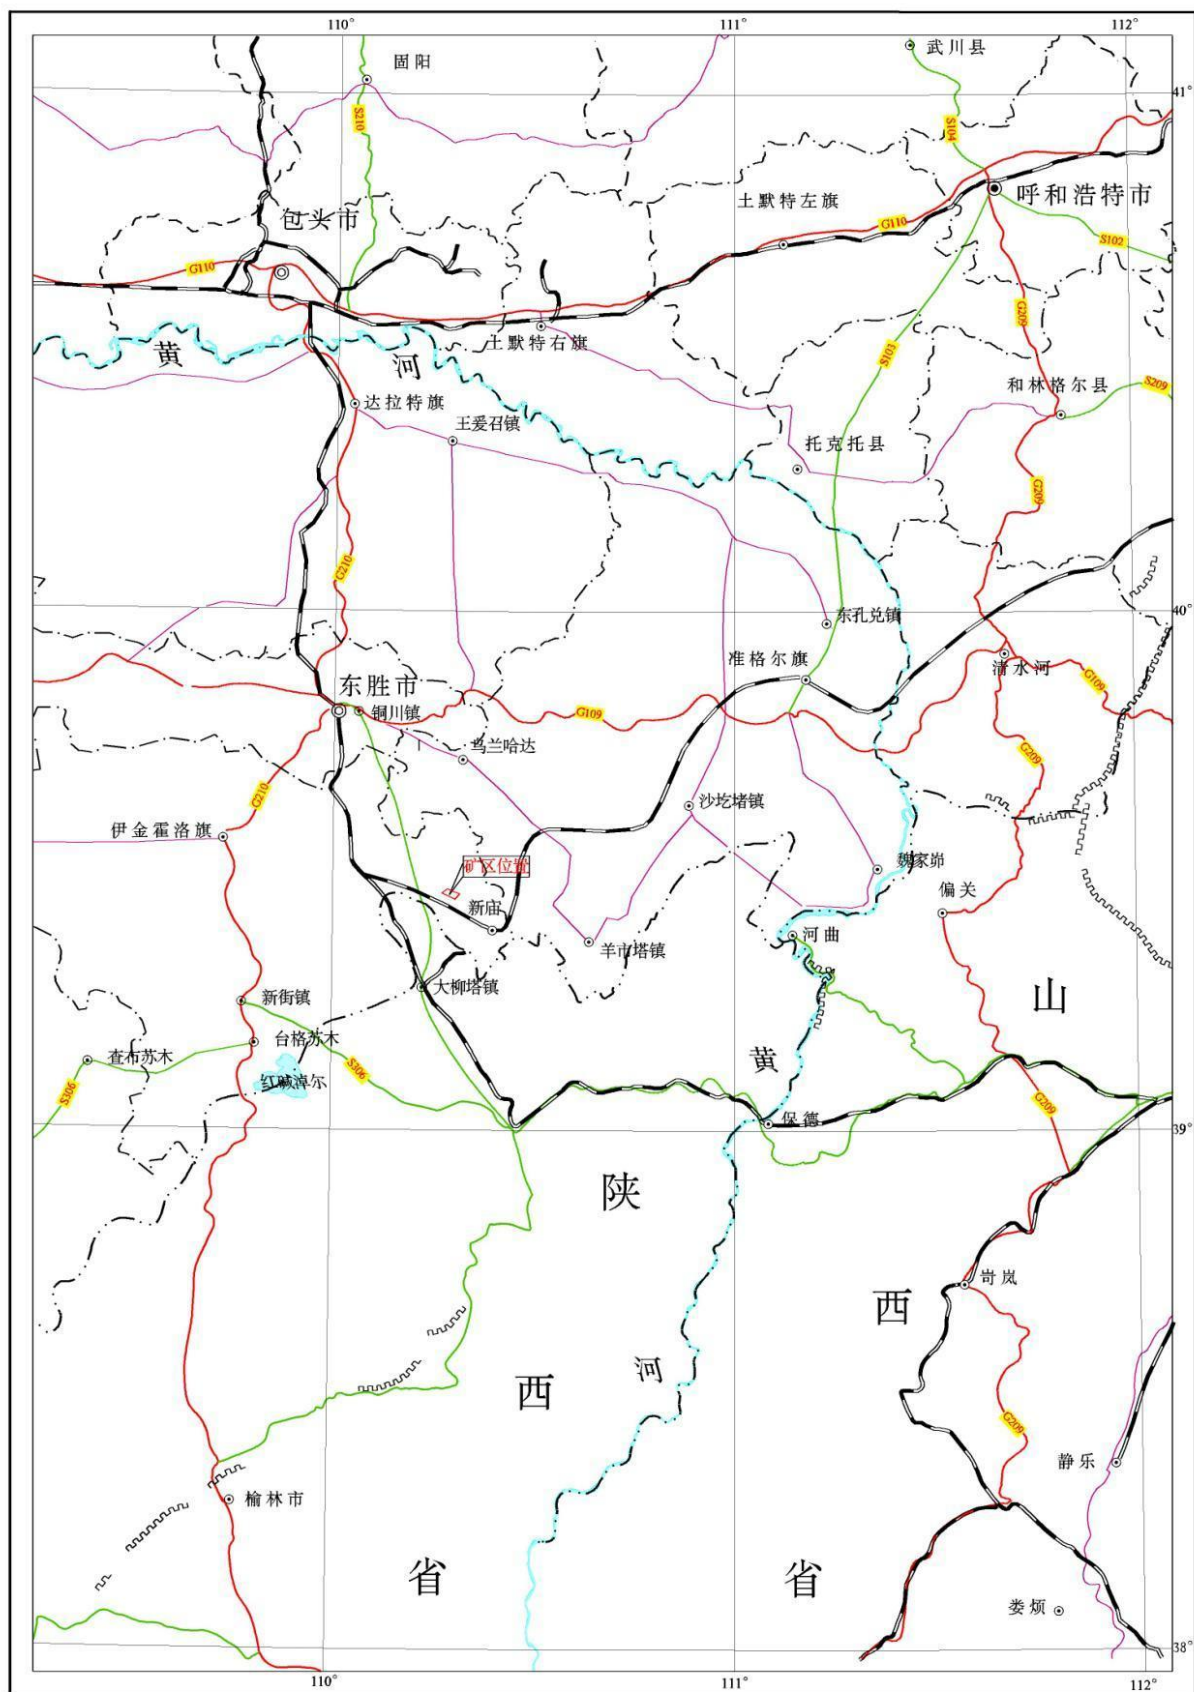 110°
111°
112°
武川县
固阳
41°
S210
S104
土默特左旗
呼和浩特市
包头市
G110
S102
G110
G209
黄
河
土默特右旗
S103
S209
和林格尔县
达拉特旗
王爱召镇
托克托县
G209
G210
40°
东孔兑镇
准格尔旗
清水河
G109
东胜市
铜川镇
G109
乌兰哈达
G209
G210
沙圪堵镇
伊金霍洛旗
矿区位置
魏家峁
偏关
新庙
羊市塔镇
河曲
大柳塔镇
新街镇
山
台格苏木
查布苏木
黄
S306
红碱淖尔
S306
G209
保德
39°
陕
岢岚
西
河
西
G209
静乐
榆林市
省
省
娄烦
38°
110°
111°
112°